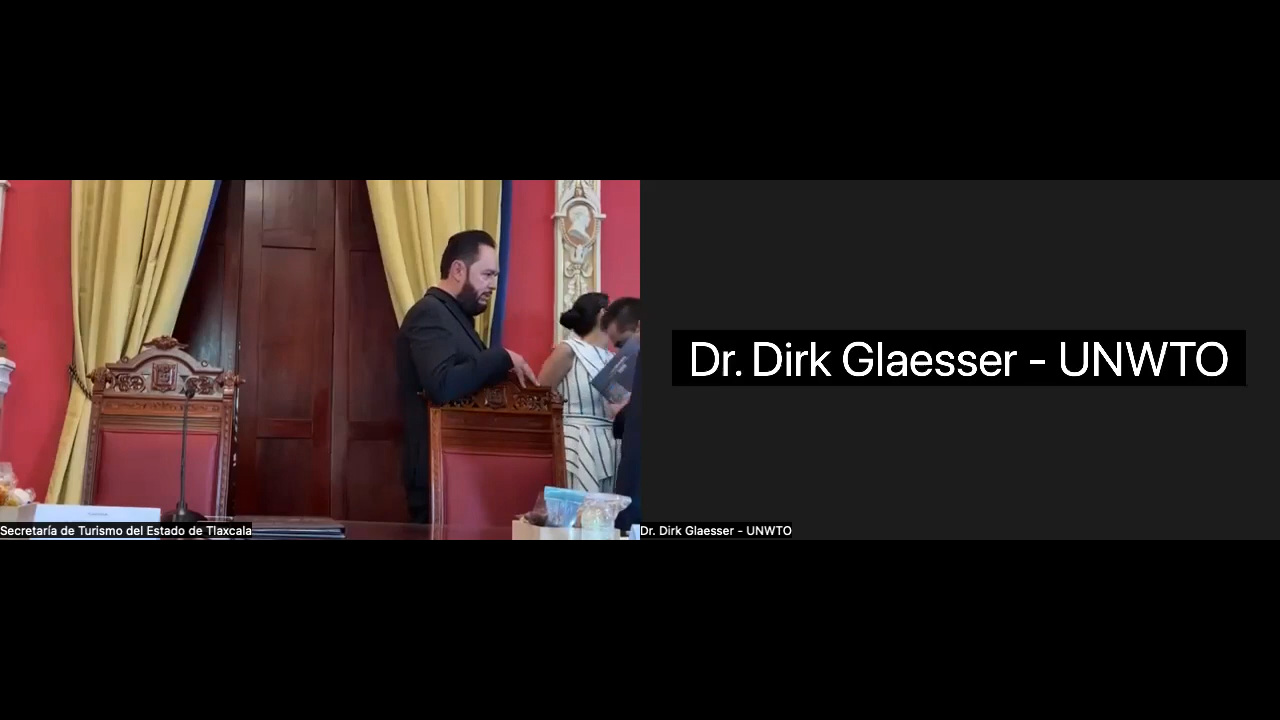 Dr. Dirk Glaesser - UNWTO
Secretaría de Turismo del Estado de Tlaxcala
Dr. Dirk Glaesser - UNWTO